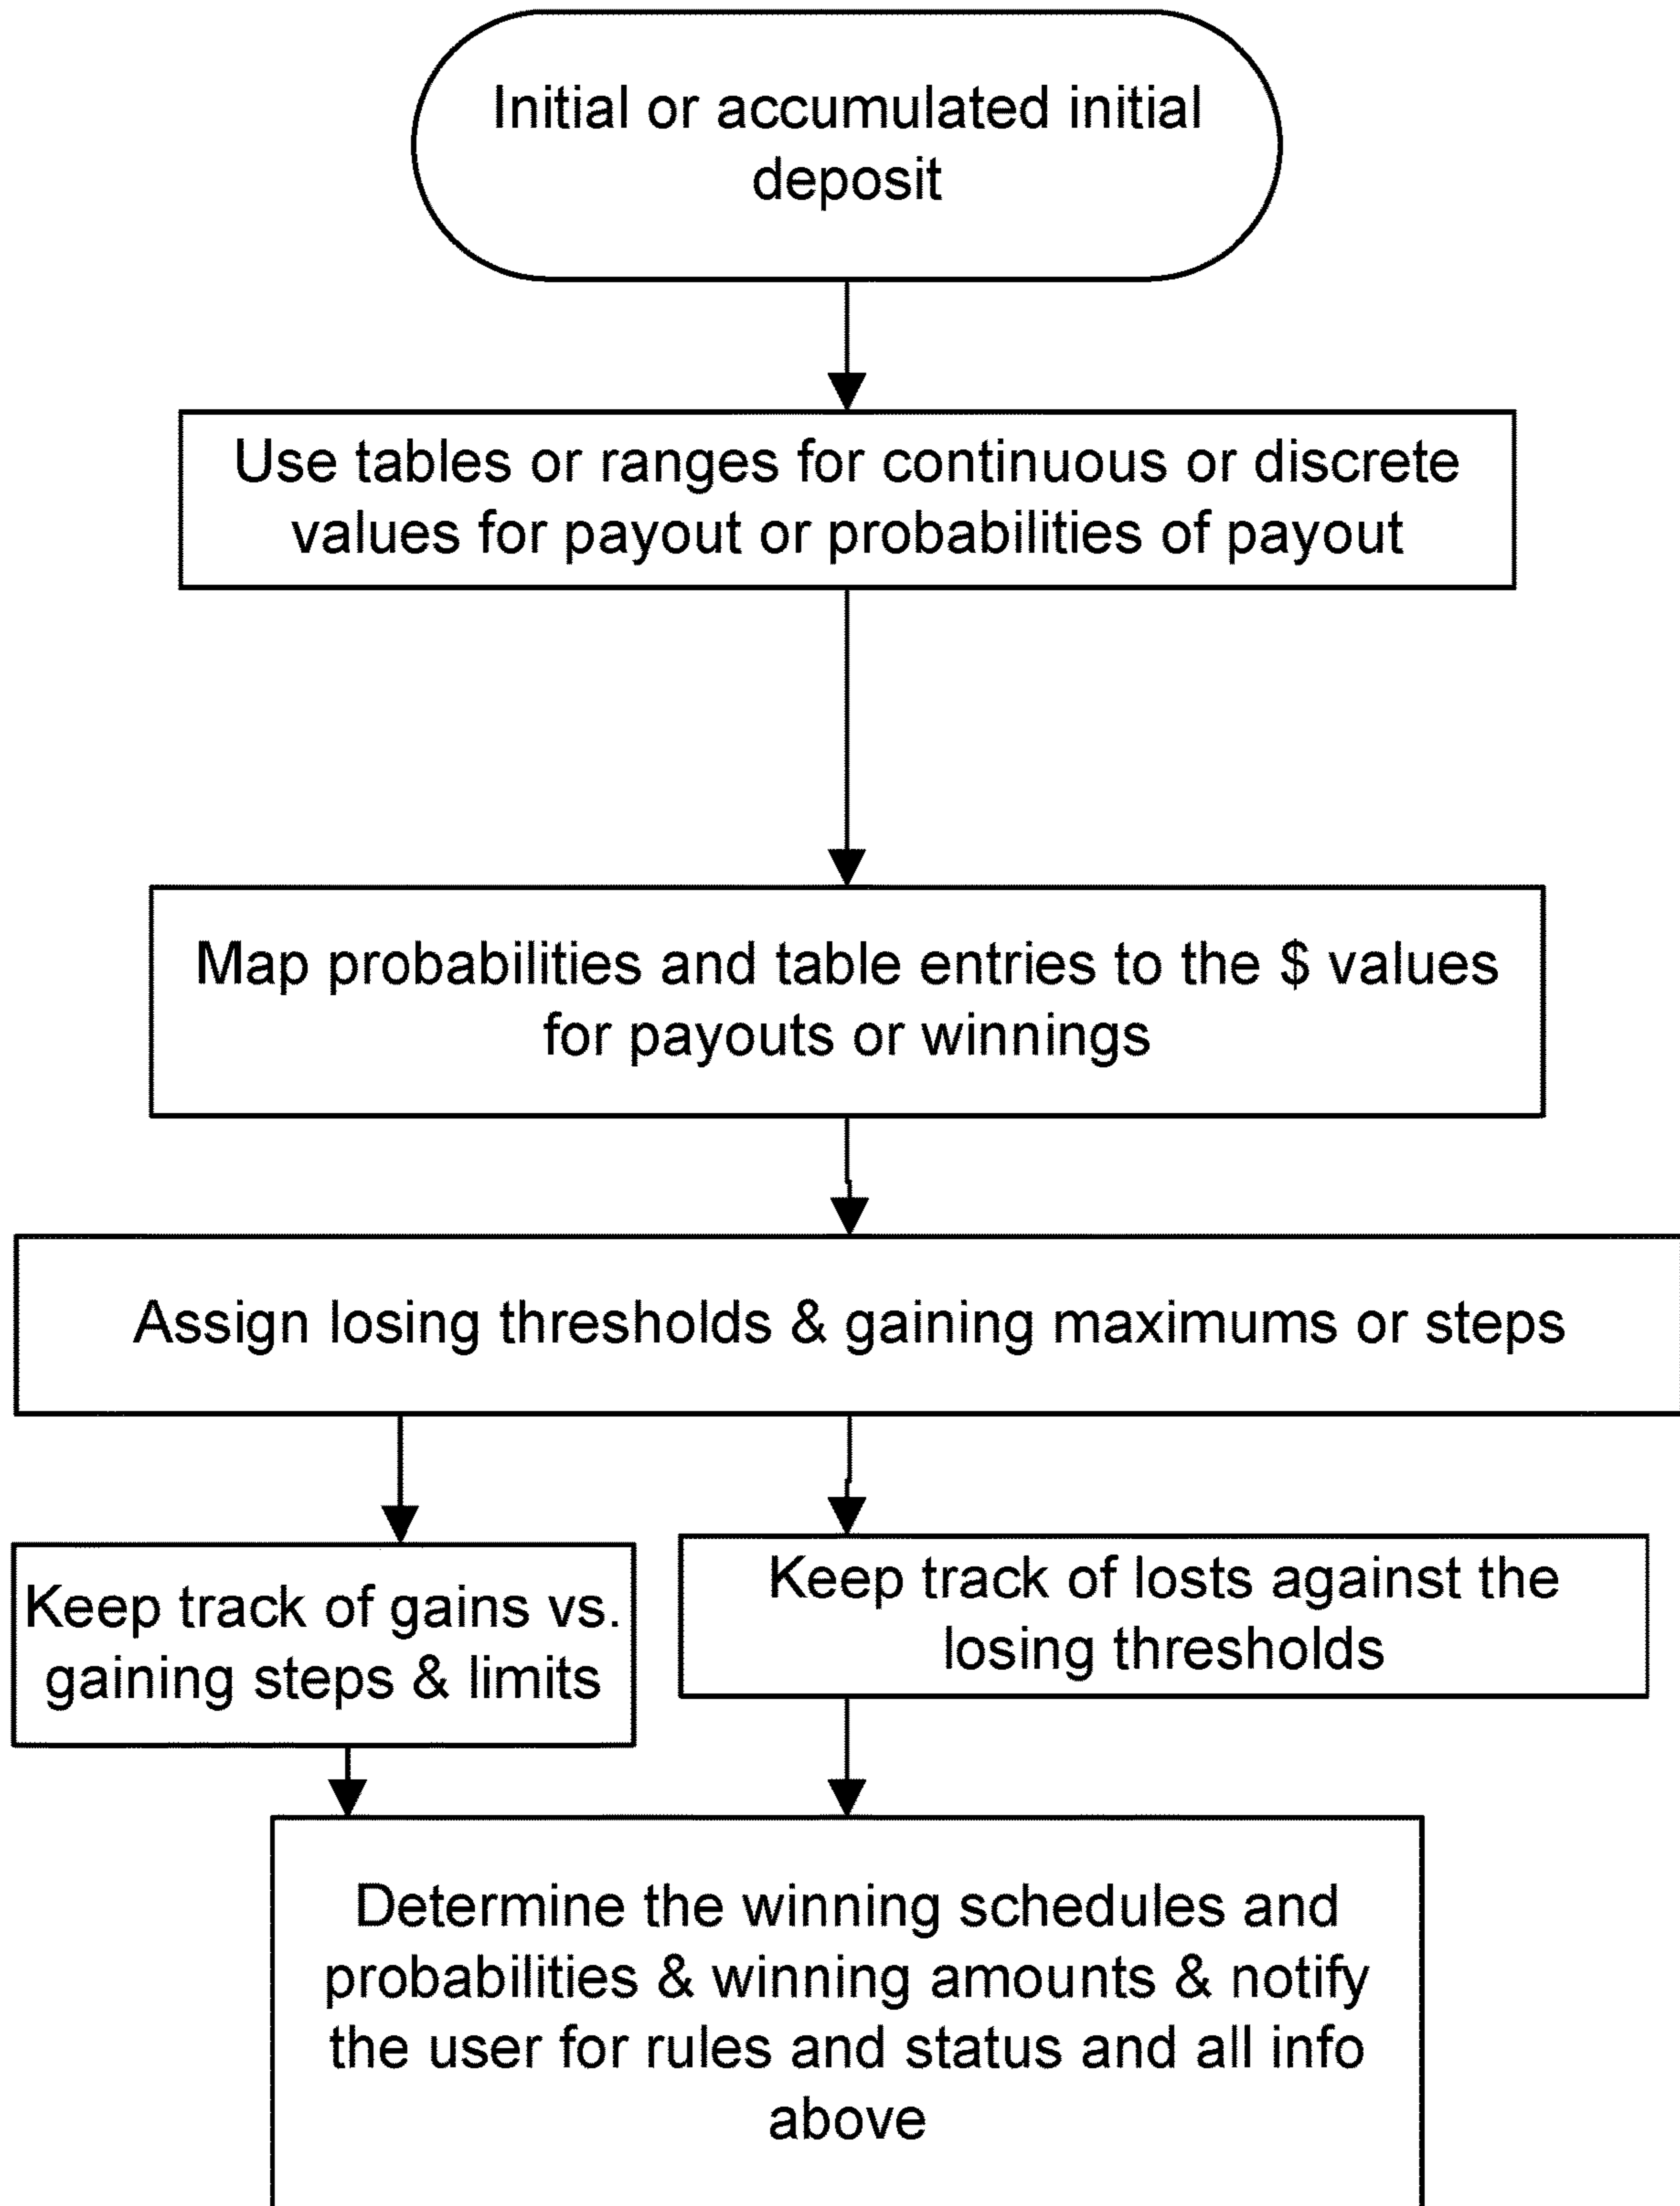 Initial or accumulated initial
deposit
Use tables or ranges for continuous or discrete
values for payout or probabilities of payout
Map probabilities and table entries to the $ values
for payouts or winnings
Assign losing thresholds & gaining maximums or steps
Keep track of gains vs.
gaining steps & limits
Keep track of losts against the
losing thresholds
Determine the winning schedules and
probabilities & winning amounts & notify
the user for rules and status and all info
above